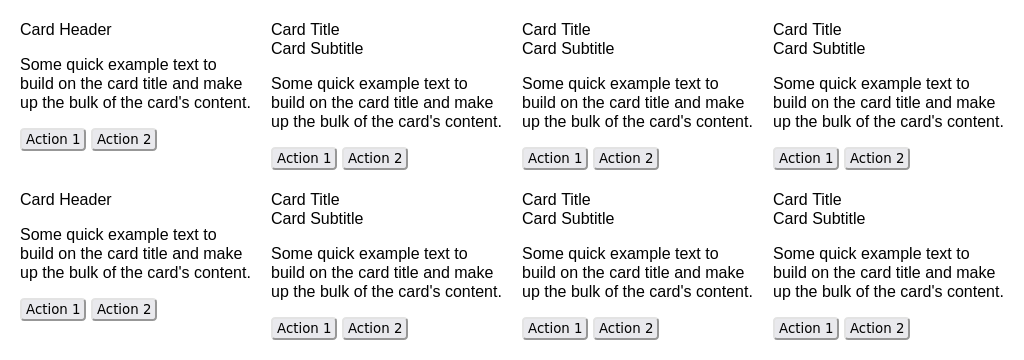 Card Header
Some quick example text to
build on the card title and make
up the bulk of the card's content.
Action 1 Action 2
Card Title
Card Subtitle
Some quick example text to
build on the card title and make
up the bulk of the card's content.
Action 1 Action 2
Card Title
Card Subtitle
Some quick example text to
build on the card title and make
up the bulk of the card's content.
Action 1 Action 2
Card Title
Card Subtitle
Some quick example text to
build on the card title and make
up the bulk of the card's content.
Action 1 Action 2
Card Header
Some quick example text to
build on the card title and make
up the bulk of the card's content.
Action 1 Action 2
Card Title
Card Subtitle
Some quick example text to
build on the card title and make
up the bulk of the card's content.
Action 1 Action 2
Card Title
Card Subtitle
Some quick example text to
build on the card title and make
up the bulk of the card's content.
Action 1 Action 2
Card Title
Card Subtitle
Some quick example text to
build on the card title and make
up the bulk of the card's content.
Action 1 Action 2